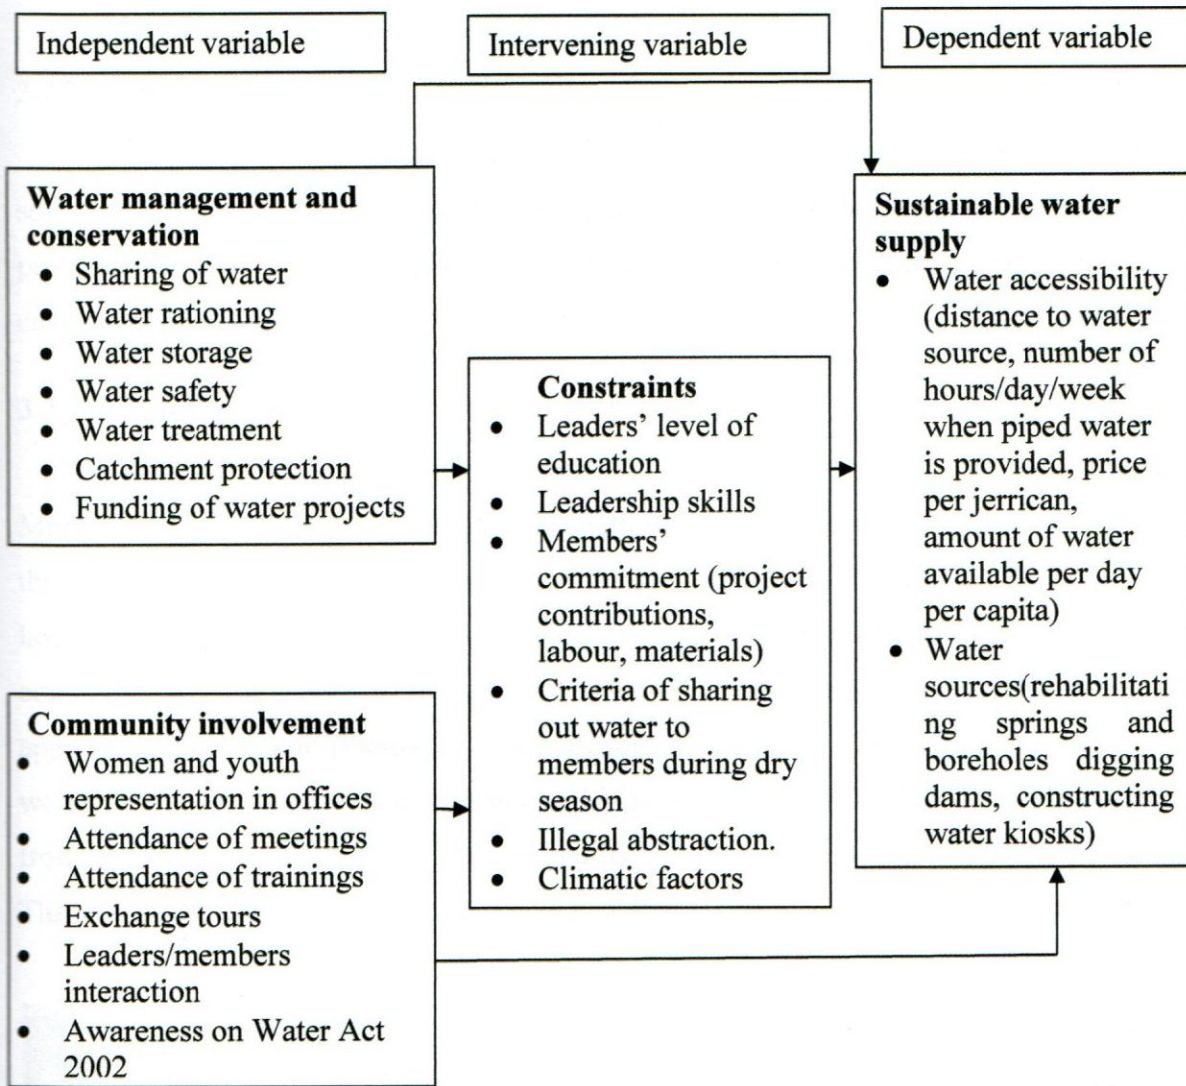 Independent variable
Intervening variable
Dependent variable
Water management and
conservation
• Sharing of water
• Water rationing
• Water storage
• Water safety
• Water treatment
• Catchment protection
• Funding of water projects
Community involvement
• Women and youth
representation in offices
• Attendance of meetings
• Attendance of trainings
• Exchange tours
• Leaders/members
interaction
• Awareness on Water Act
2002
Constraints
• Leaders' level of
education
• Leadership skills
• Members'
commitment (project
contributions,
labour, materials)
• Criteria of sharing
out water to
members during dry
season
• Illegal abstraction.
• Climatic factors
Sustainable water
supply
• Water accessibility
(distance to water
source, number of
hours/day/week
when piped water
is provided, price
per jerrican,
amount of water
available per day
per capita)
• Water
sources(rehabilitati
ng springs and
boreholes digging
dams, constructing
water kiosks)